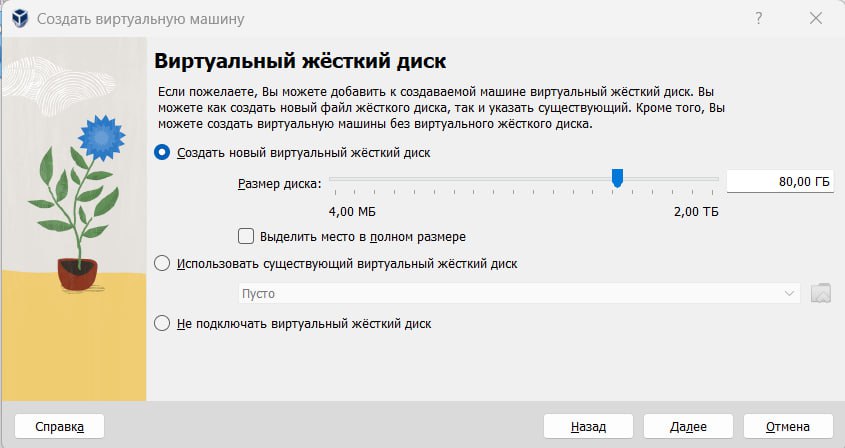 Создать виртуальную машину
?
Виртуальный жёсткий диск
Если пожелаете, Вы можете добавить к создаваемой машине виртуальный жёсткий диск. Вы
можете как создать новый файл жёсткого диска, так и указать существующий. Кроме того, Вы
можете создать виртуальную машины без виртуального жёсткого диска.
Создать новый виртуальный жёсткий диск
Размер диска:
80,00 ГБ
4,00 МБ
2,00 ТБ
Выделить место в полном размере
Использовать существующий виртуальный жёсткий диск
Пусто
Не подключать виртуальный жёсткий диск
Справка
Назад
Далее
Отмена